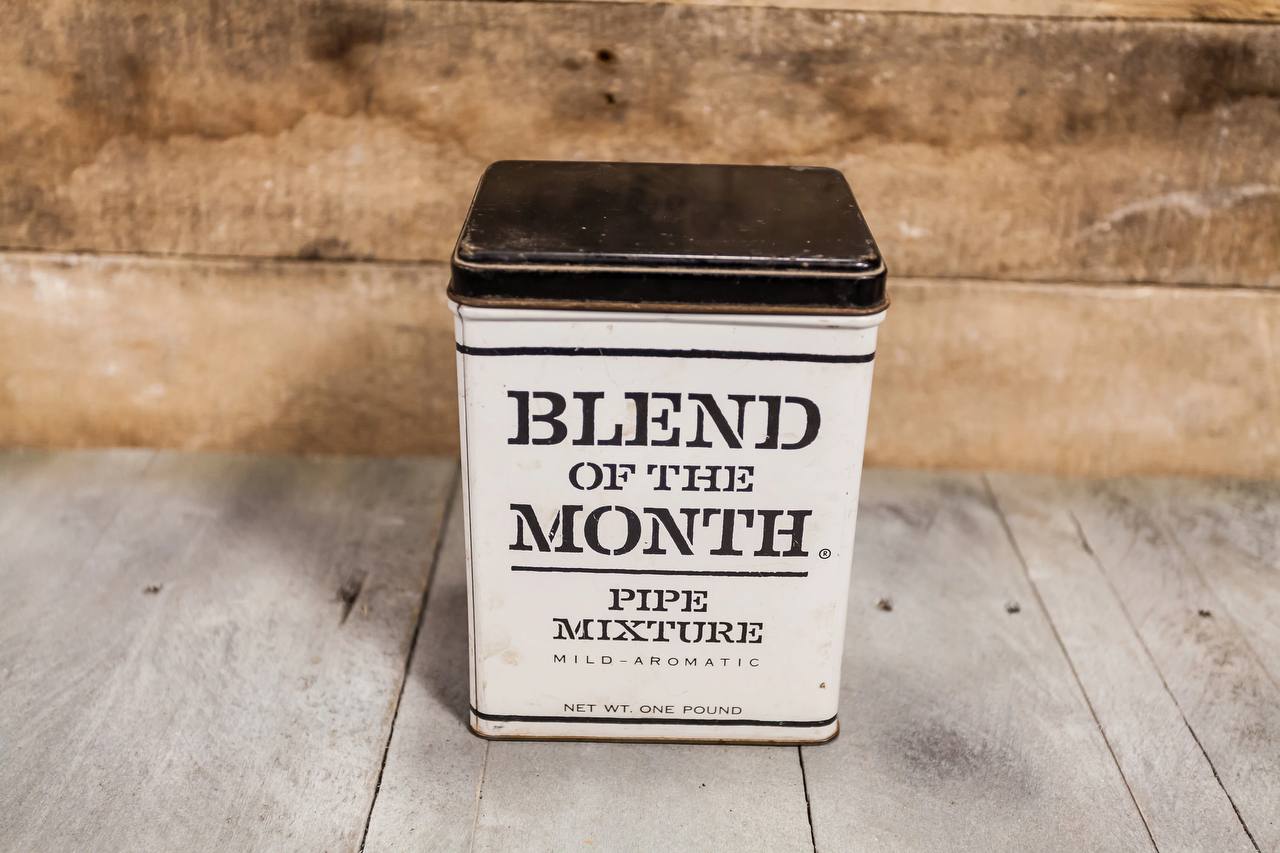 BLEND
OF THE
MONTH®
PIPE
MIXTURE
MILD-AROMATIC
NET WT. ONE POUND